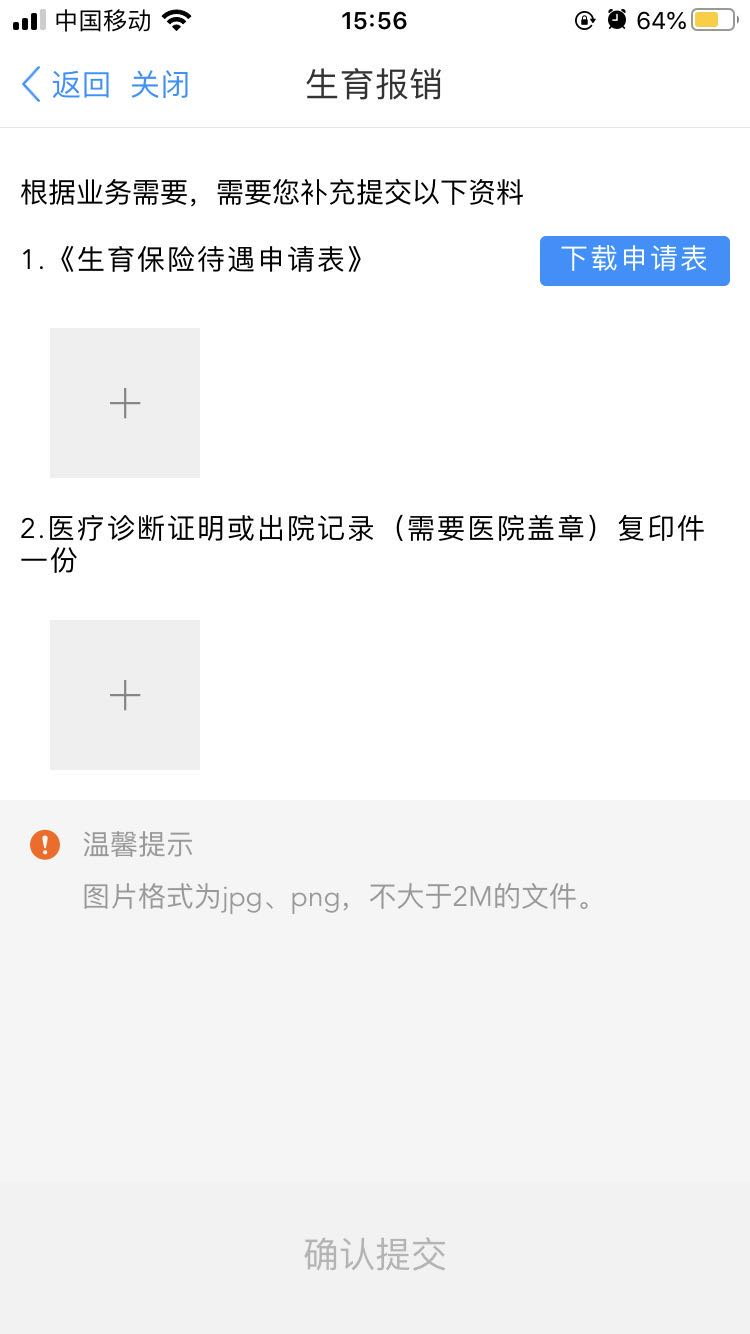 中国移动 15:56 64%
返回 关闭 生育报销
根据业务需要，需要您补充提交以下资料
1.《生育保险待遇申请表》 下载申请表
2.医疗诊断证明或出院记录（需要医院盖章）复印件
一份
温馨提示
图片格式为jpg、png，不大于2M的文件。
确认提交